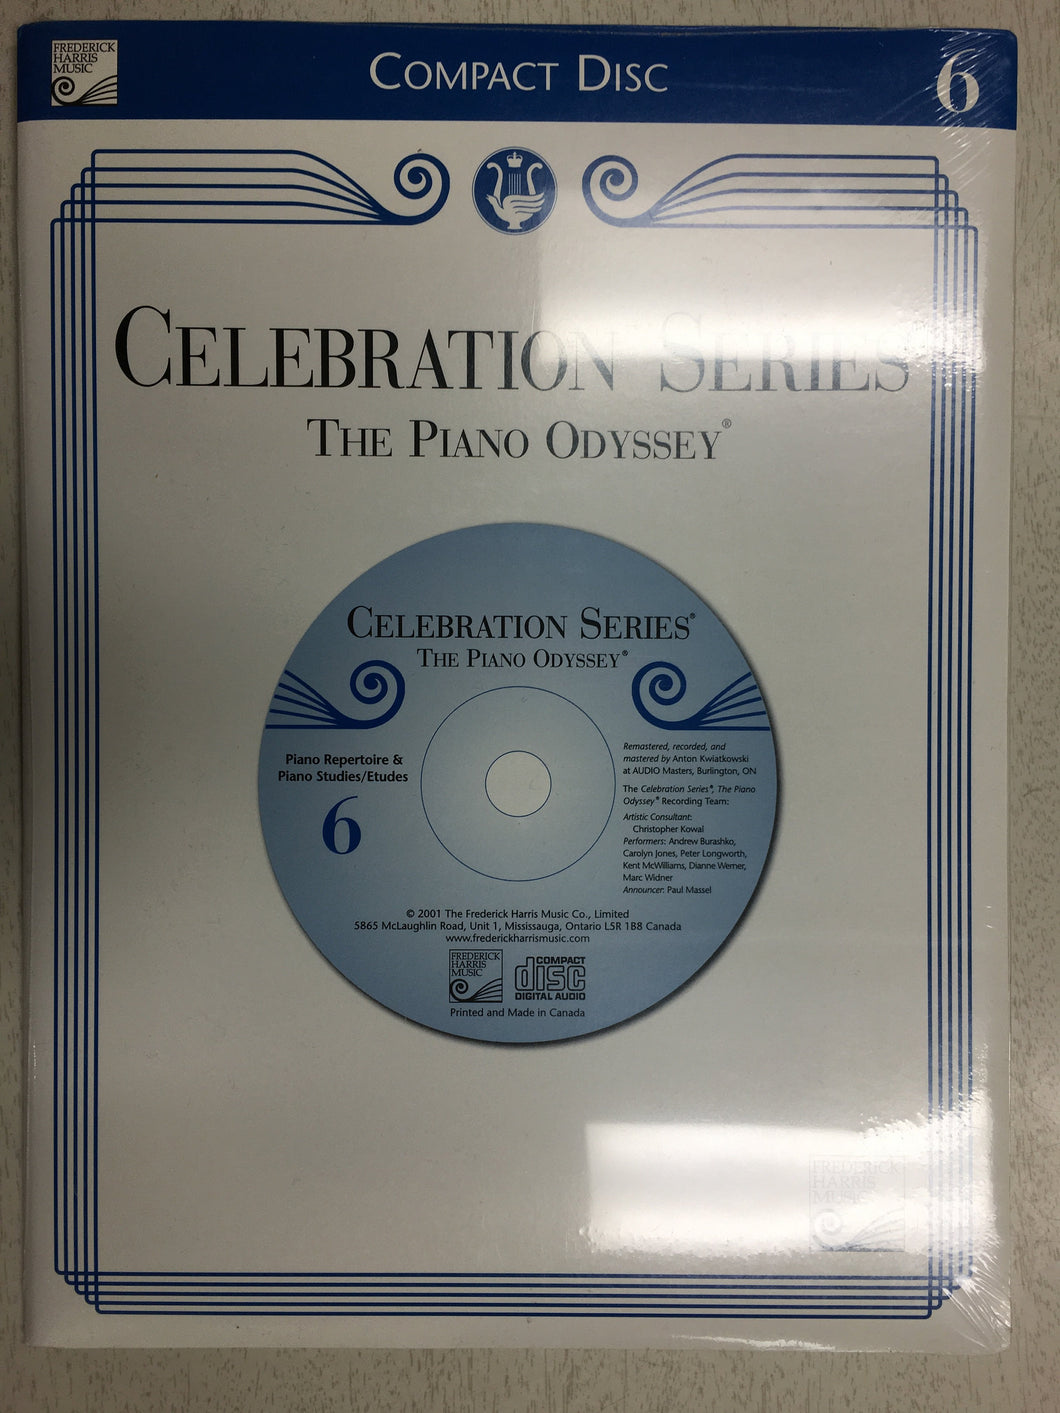 FREDERICK
HARRIS
MUSIC
COMPACT DISC
6
CELEBRATION SERIES
THE PIANO ODYSSEY®
CELEBRATION SERIES®
THE PIANO ODYSSEY®
Piano Repertoire &
Piano Studies/Etudes
6
Remastered, recorded, and
mastered by Anton Kwiatkowski
at AUDIO Masters, Burlington, ON
The Celebration Series®, The Piano
Odyssey® Recording Team:
Artistic Consultant:
Christopher Kowal
Performers: Andrew Burashko,
Carolyn Jones, Peter Longworth,
Kent McWilliams, Dianne Werner,
Marc Widner
Announcer: Paul Massel
© 2001 The Frederick Harris Music Co., Limited
5865 McLaughlin Road, Unit 1, Mississauga, Ontario L5R 1B8 Canada
www.frederickharrismusic.com
FREDERICK
HARRIS
MUSIC
COMPACT
disc
DIGITAL AUDIO
Printed and Made in Canada
FREDERICK
HARRIS
MUSIC